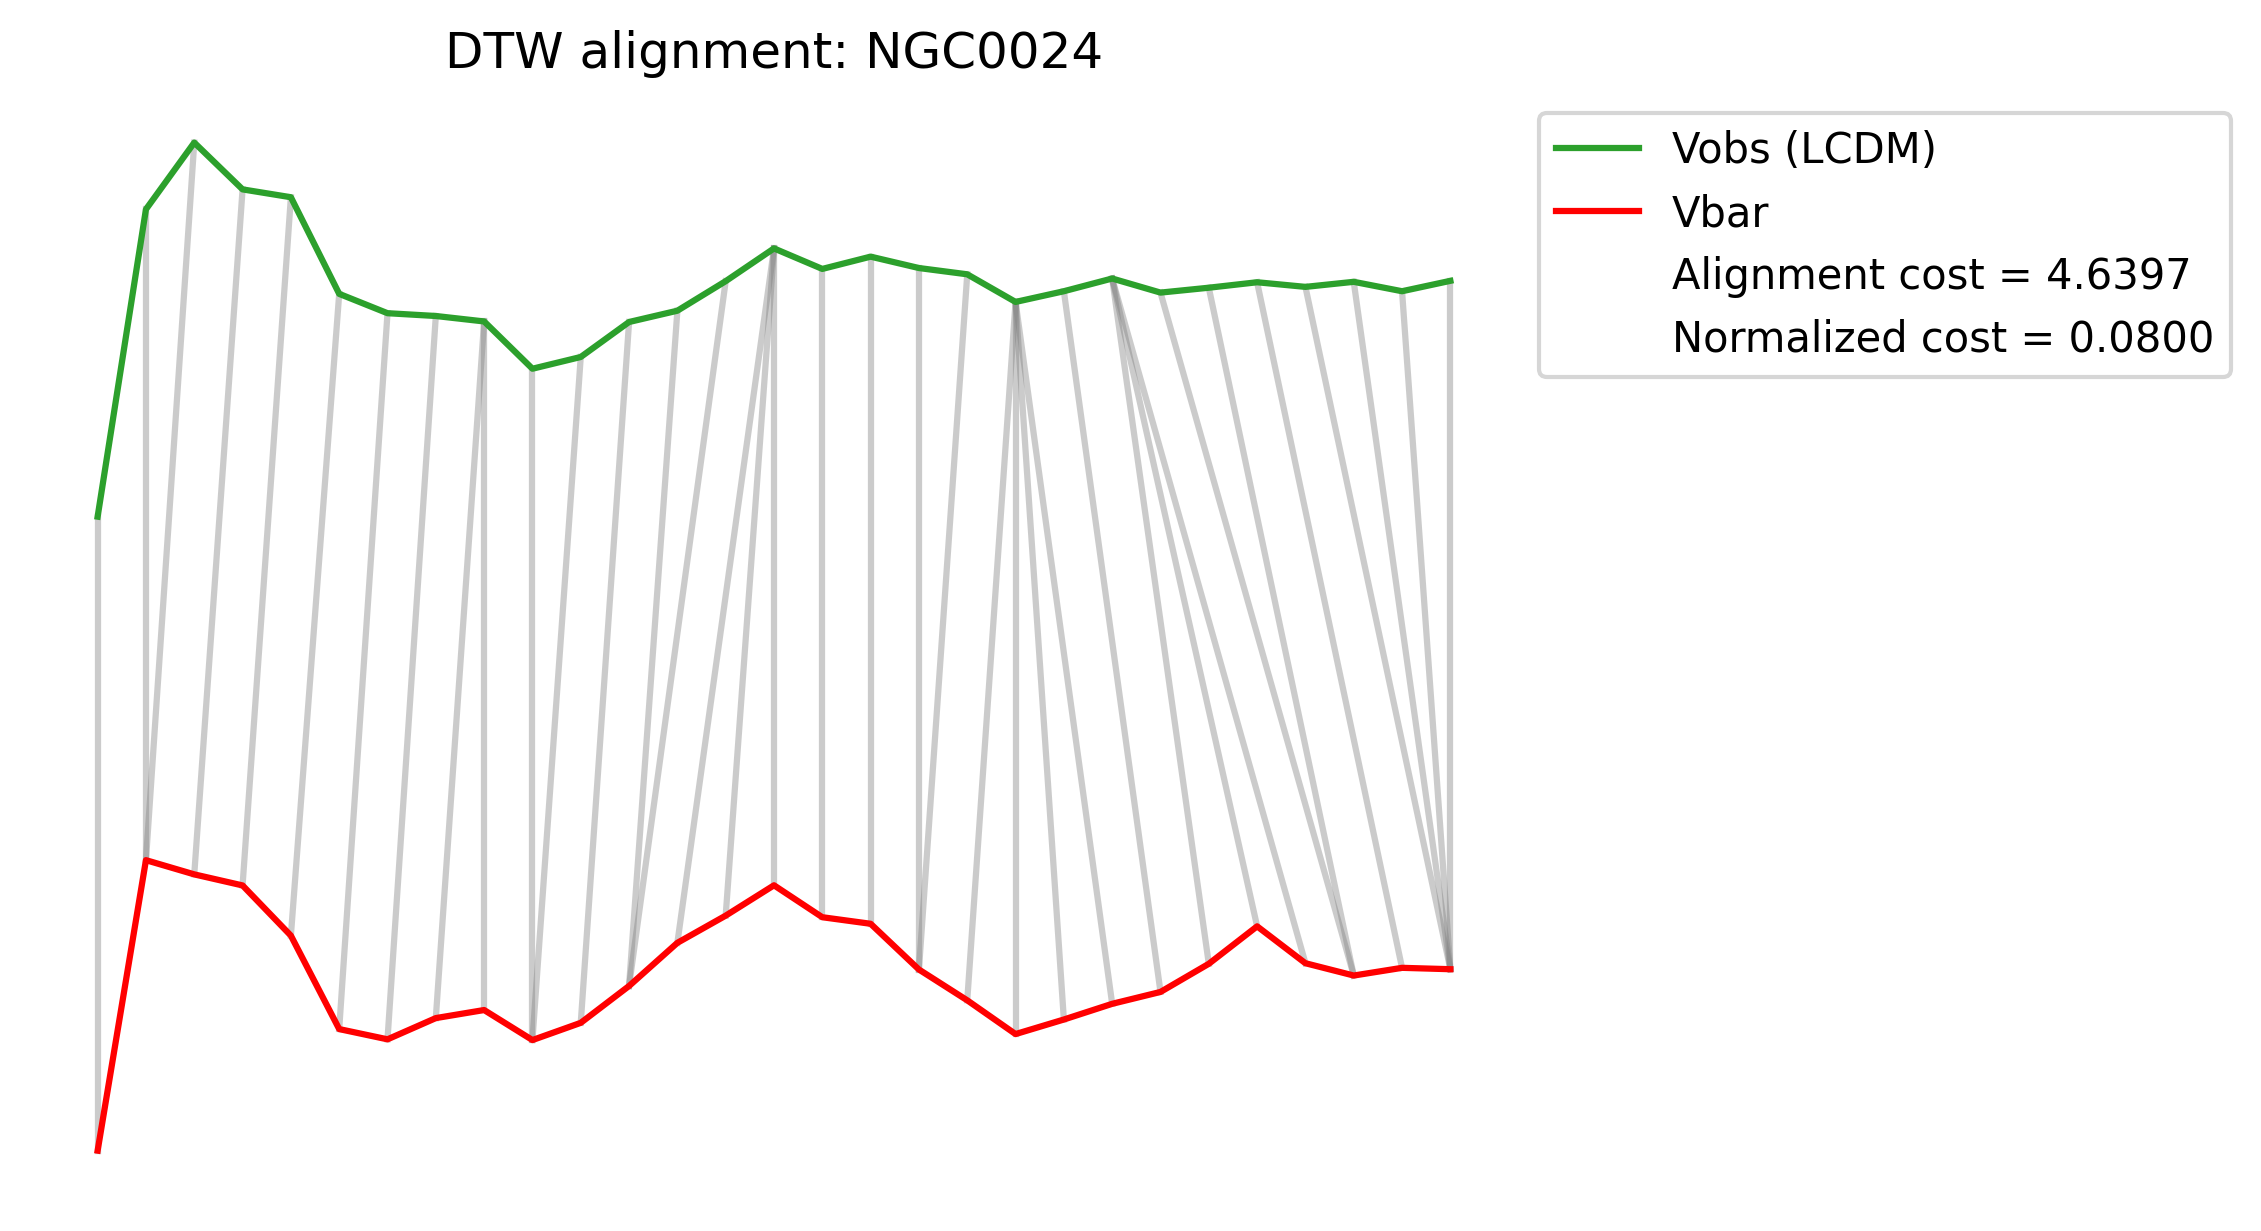 DTW alignment: NGC0024
Vobs (LCDM)
Vbar
Alignment cost = 4.6397
Normalized cost = 0.0800